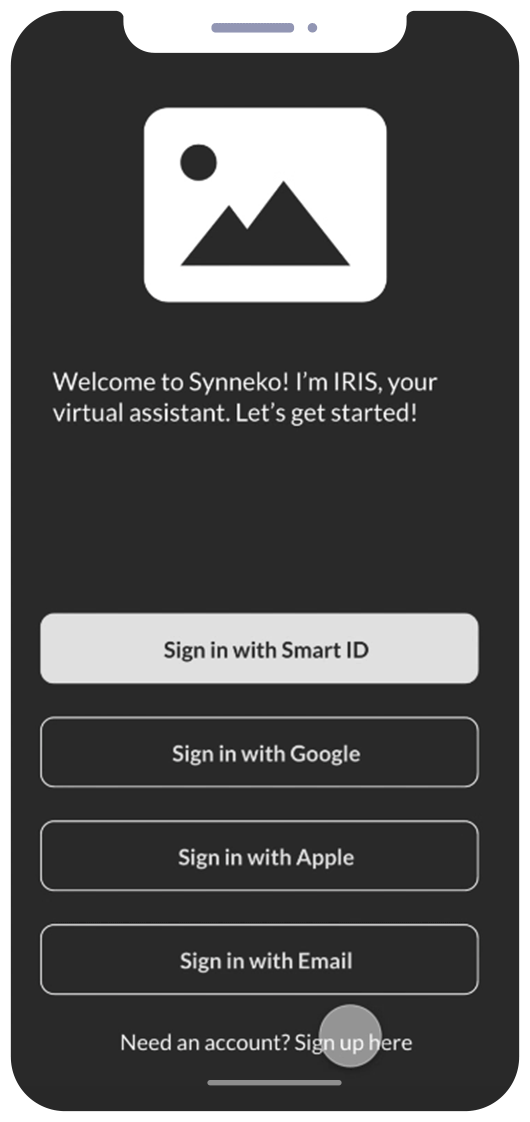 Welcome to Synneko! I’m IRIS, your
virtual assistant. Let’s get started!
Sign in with Smart ID
Sign in with Google
Sign in with Apple
Sign in with Email
Need an account? Sign up here